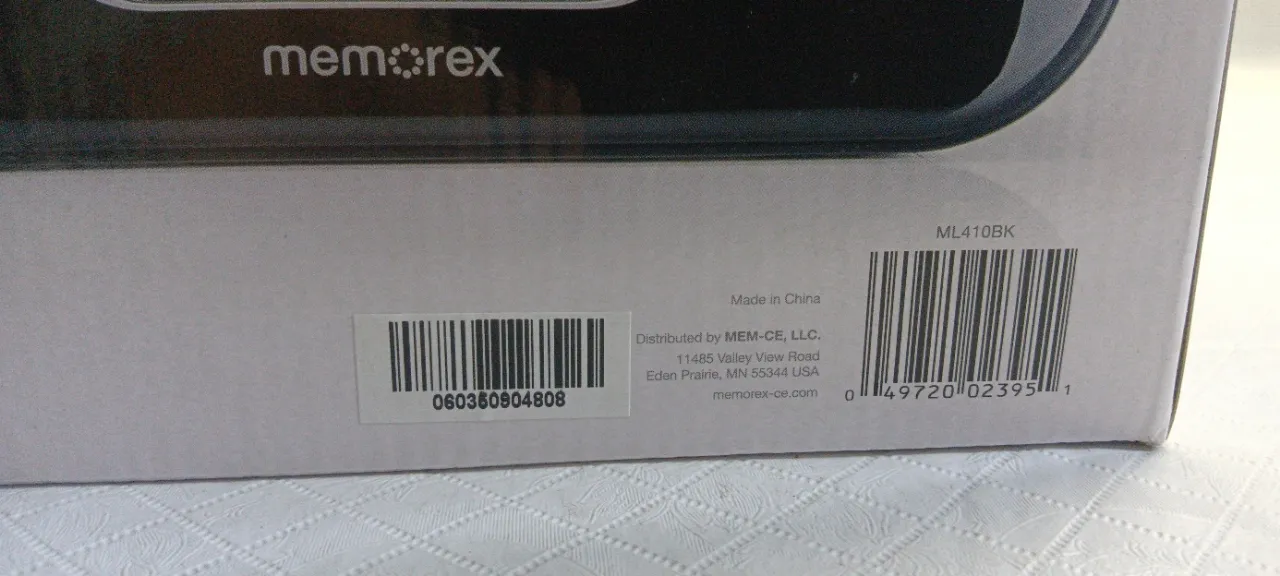 memorex
ML410BK
Made in China
Distributed by MEM-CE, LLC.
11485 Valley View Road
Eden Prairie, MN 55344 USA
memorex-ce.com
0 49720 02395 1
060350904808